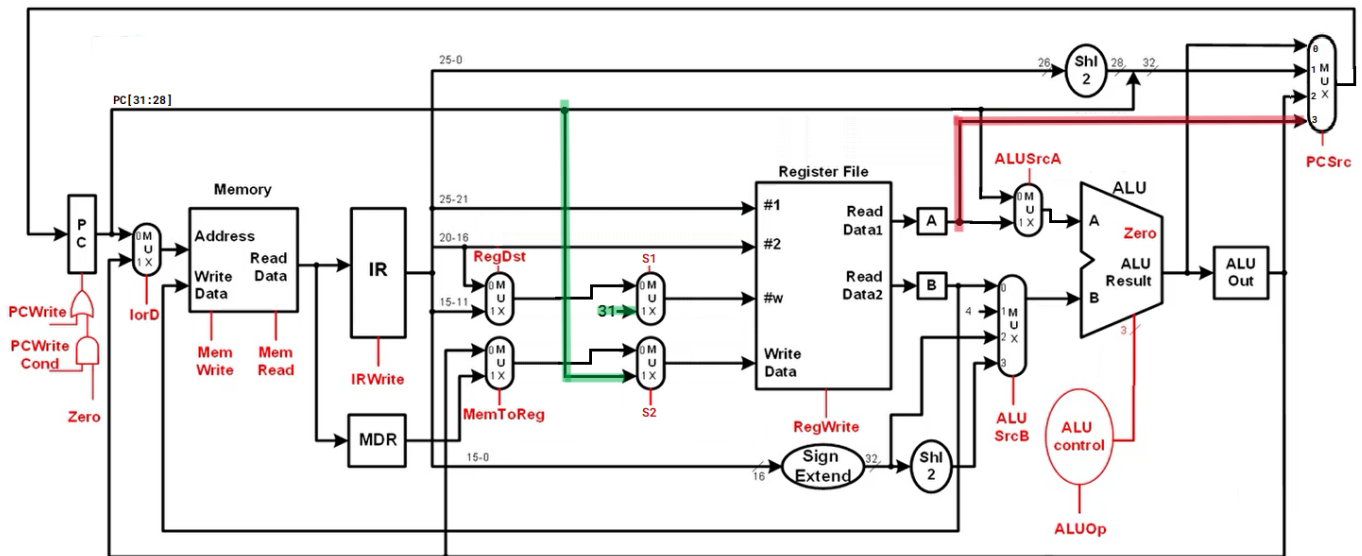 25-0
26
Shl
2
28
32
0
1
2
3
M
U
X
PCSrc
PC[31:28]
Memory
Register File
ALUSrcA
ALU
P
C
0
1
M
U
X
IorD
Address
Read
Data
Write
Data
Mem
Write
Mem
Read
IR
IRWrite
25-21
20-16
RegDst
15-11
0
1
M
U
X
S1
0
1
M
U
X
31
#1
#2
#w
Write
Data
Read
Data1
Read
Data2
A
B
0
1
M
U
X
A
Zero
ALU
Result
B
ALU
Out
0
1
2
3
M
U
X
4
3
PCWrite
PCWrite
Cond
Zero
MDR
0
1
M
U
X
MemToReg
0
1
M
U
X
S2
RegWrite
ALU
SrcB
ALU
control
ALUOp
15-0
16
Sign
Extend
32
Shl
2